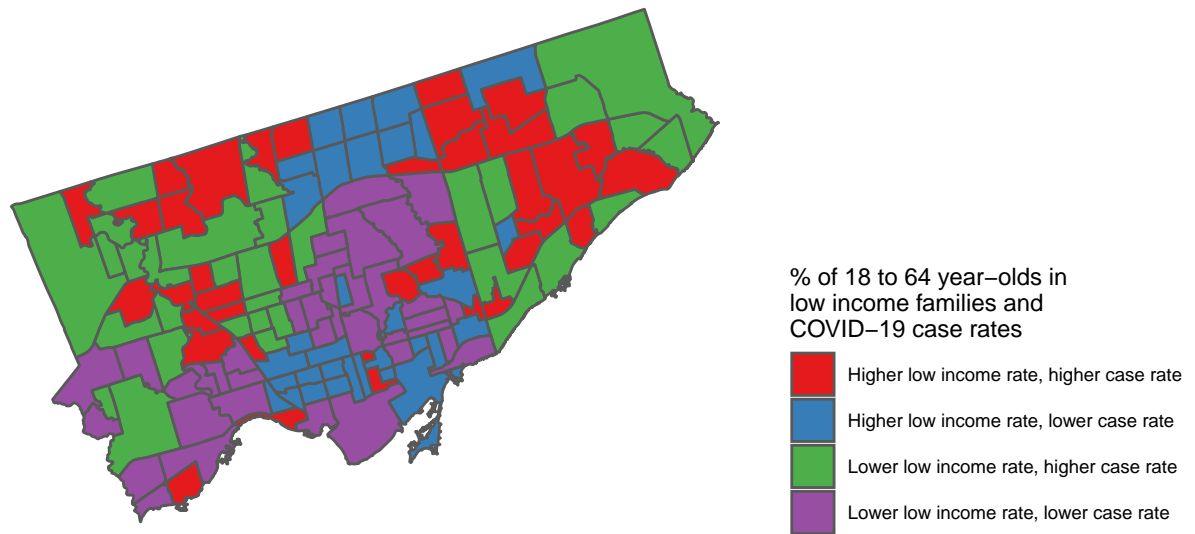 % of 18 to 64 year−olds in
low income families and
COVID−19 case rates
Higher low income rate, higher case rate
Higher low income rate, lower case rate
Lower low income rate, higher case rate
Lower low income rate, lower case rate